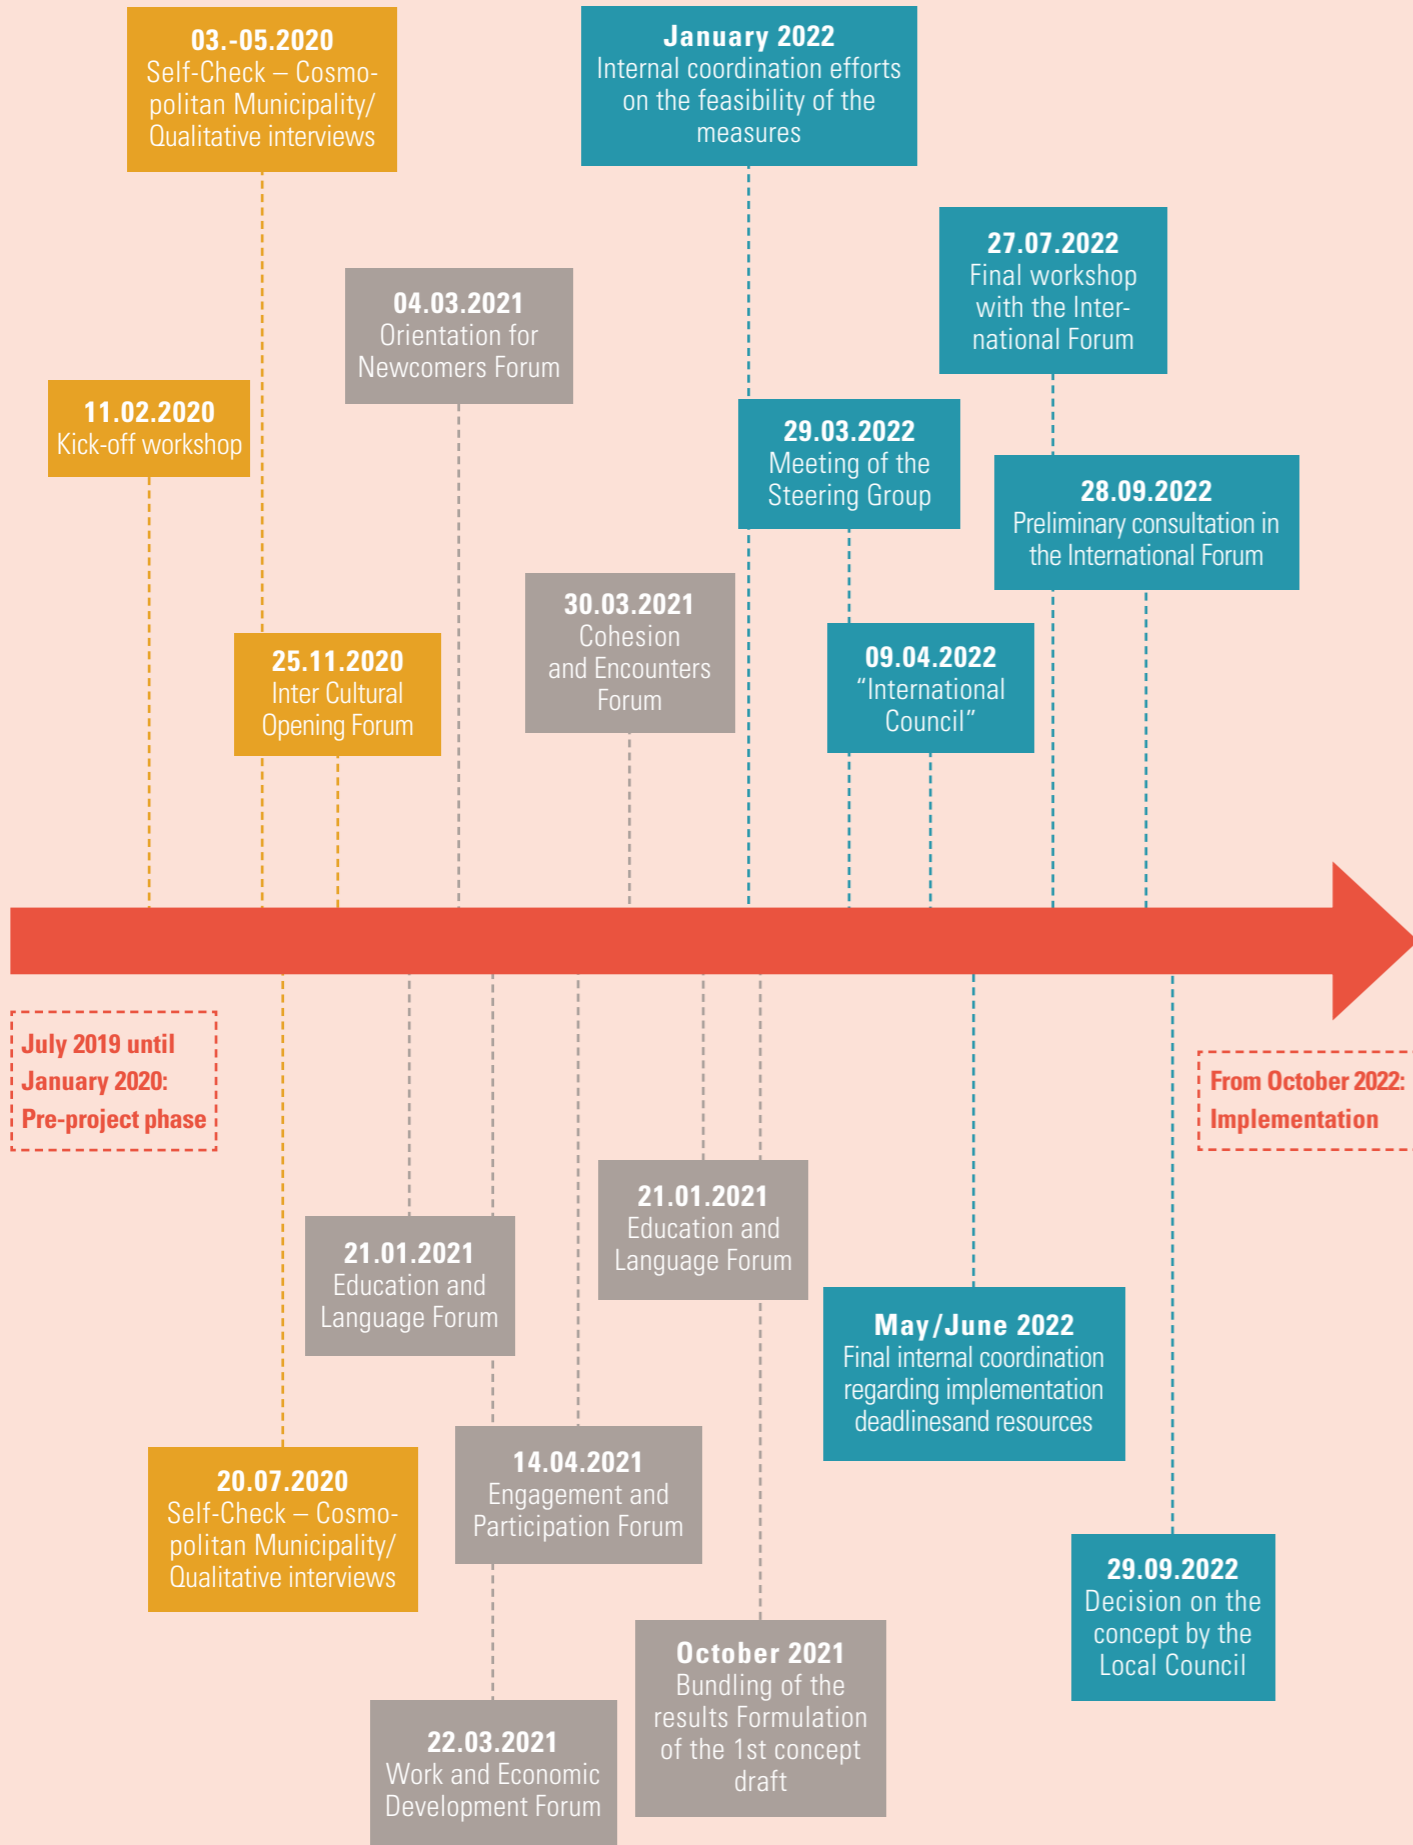 03.-05.2020
Self-Check – Cosmo-
politan Municipality/
Qualitative interviews
January 2022
Internal coordination efforts
on the feasibility of the
measures
27.07.2022
Final workshop
with the Inter-
national Forum
04.03.2021
Orientation for
Newcomers Forum
11.02.2020
Kick-off workshop
29.03.2022
Meeting of the
Steering Group
28.09.2022
Preliminary consultation in
the International Forum
30.03.2021
Cohesion
and Encounters
Forum
25.11.2020
Inter Cultural
Opening Forum
09.04.2022
“International
Council”
July 2019 until
January 2020:
Pre-project phase
From October 2022:
Implementation
21.01.2021
Education and
Language Forum
21.01.2021
Education and
Language Forum
May/June 2022
Final internal coordination
regarding implementation
deadlinesand resources
20.07.2020
Self-Check – Cosmo-
politan Municipality/
Qualitative interviews
14.04.2021
Engagement and
Participation Forum
29.09.2022
Decision on the
concept by the
Local Council
October 2021
Bundling of the
results Formulation
of the 1st concept
draft
22.03.2021
Work and Economic
Development Forum